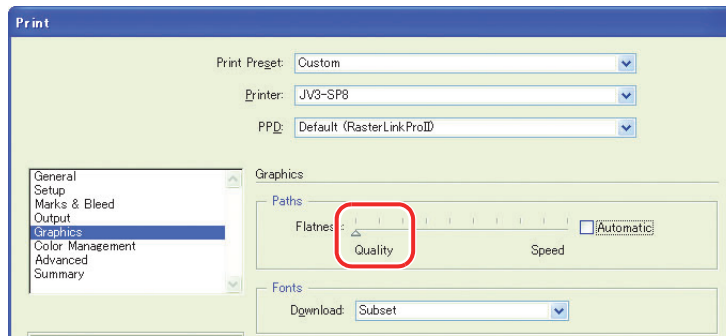 Print
Print Preset: Custom
Printer: JV3-SP8
PPD: Default (RasterLinkProII)
General
Setup
Marks & Bleed
Output
Graphics
Color Management
Advanced
Summary
Graphics
Paths
Flatness: Automatic
Quality Speed
Fonts
Download: Subset